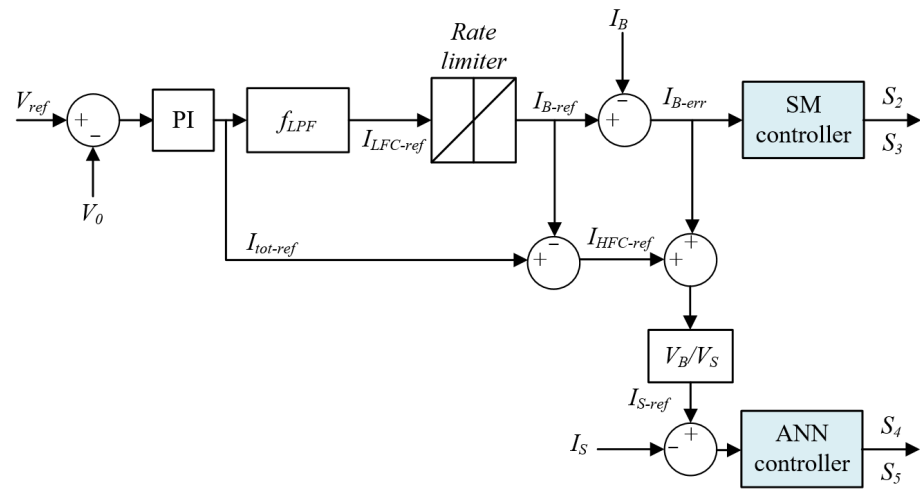 I_B
Rate
limiter
V_ref
+
−
PI
f_LPF
I_LFC-ref
I_B-ref
−
+
I_B-err
SM
controller
S_2
S_3
V_0
I_tot-ref
−
+
I_HFC-ref
+
+
V_B/V_S
I_S-ref
I_S
−
+
ANN
controller
S_4
S_5